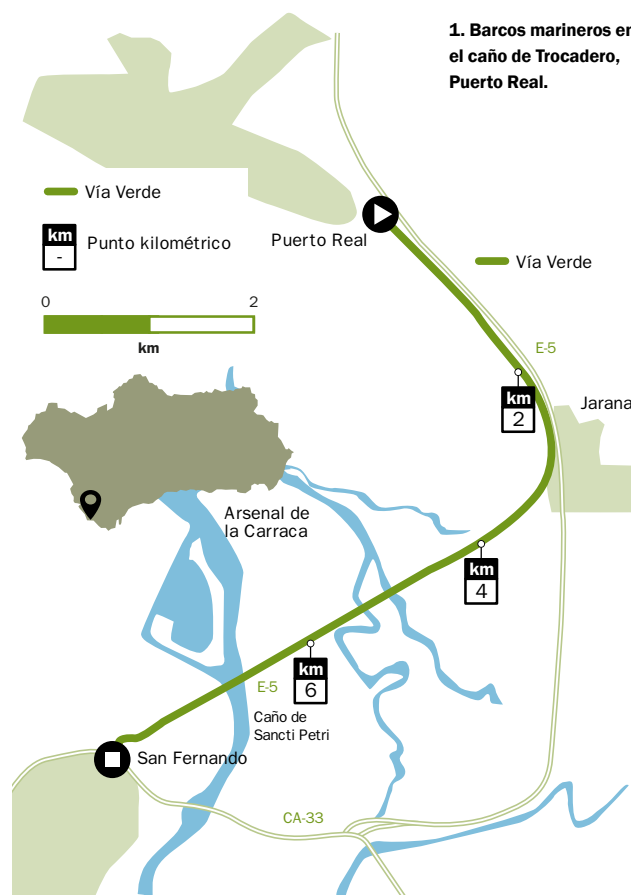 1. Barcos marineros en
el caño de Trocadero,
Puerto Real.
Vía Verde
km
-
Punto kilométrico
Puerto Real
Vía Verde
0
2
km
E-5
km
2
Jarana
Arsenal de
la Carraca
km
4
km
6
E-5
Caño de
Sancti Petri
San Fernando
CA-33